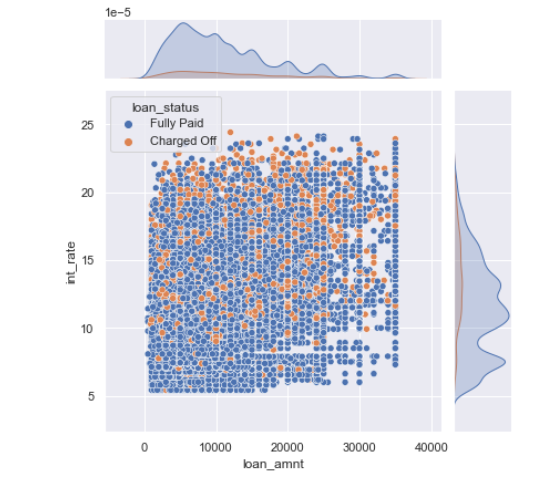 1e−5
loan_status
Fully Paid
Charged Off
25
20
15
10
5
int_rate
0
10000
20000
30000
40000
loan_amnt